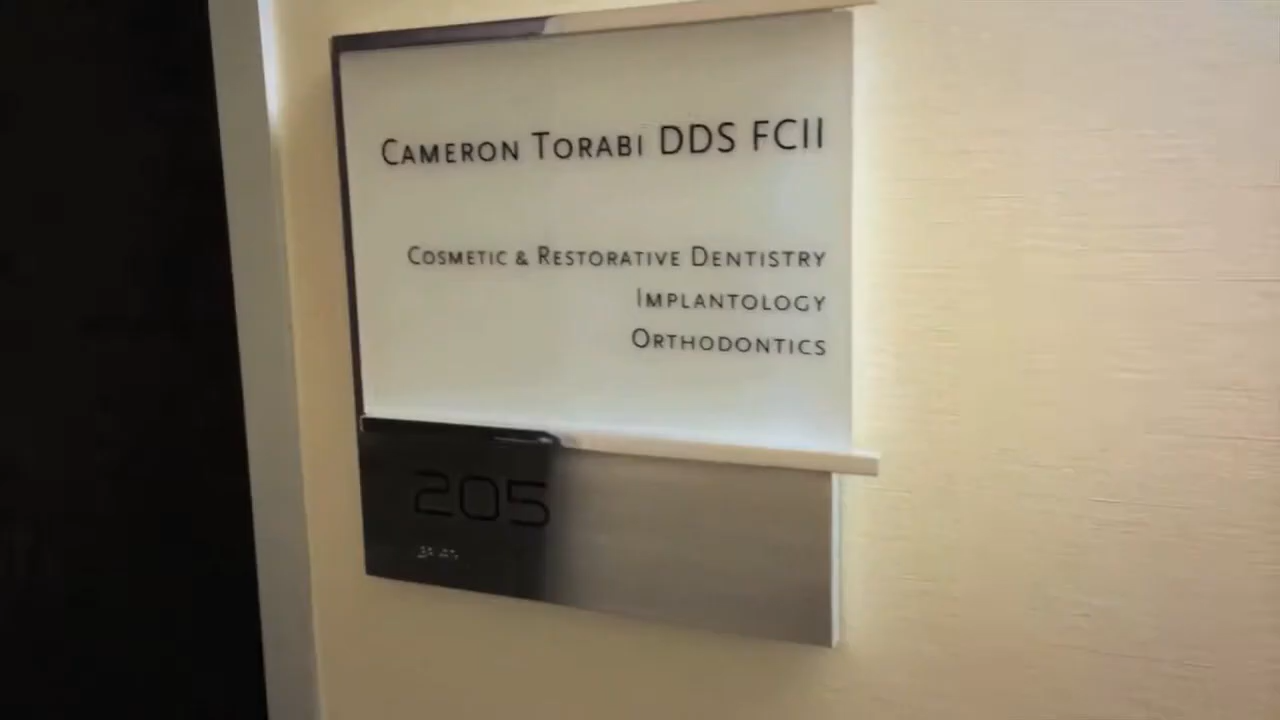 CAMERON TORABI DDS FCII
COSMETIC & RESTORATIVE DENTISTRY
IMPLANTOLOGY
ORTHODONTICS
205